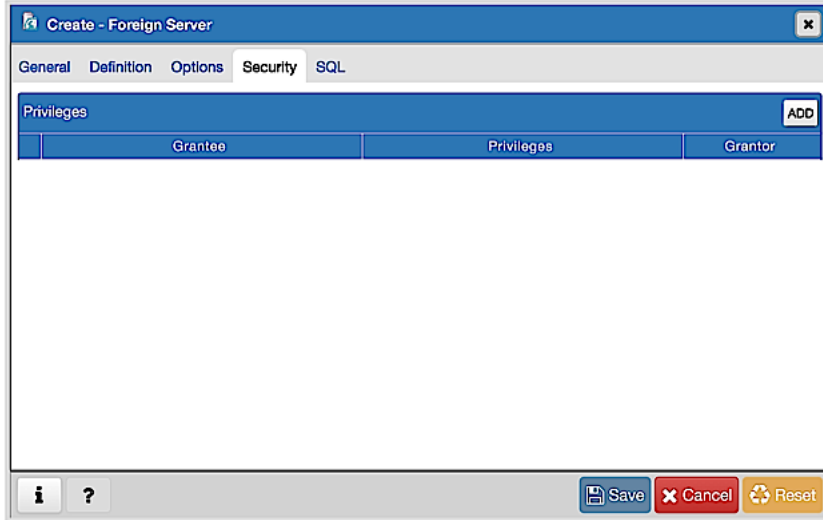 Create - Foreign Server
General Definition Options Security SQL
Privileges ADD
Grantee Privileges Grantor
i ? Save Cancel Reset